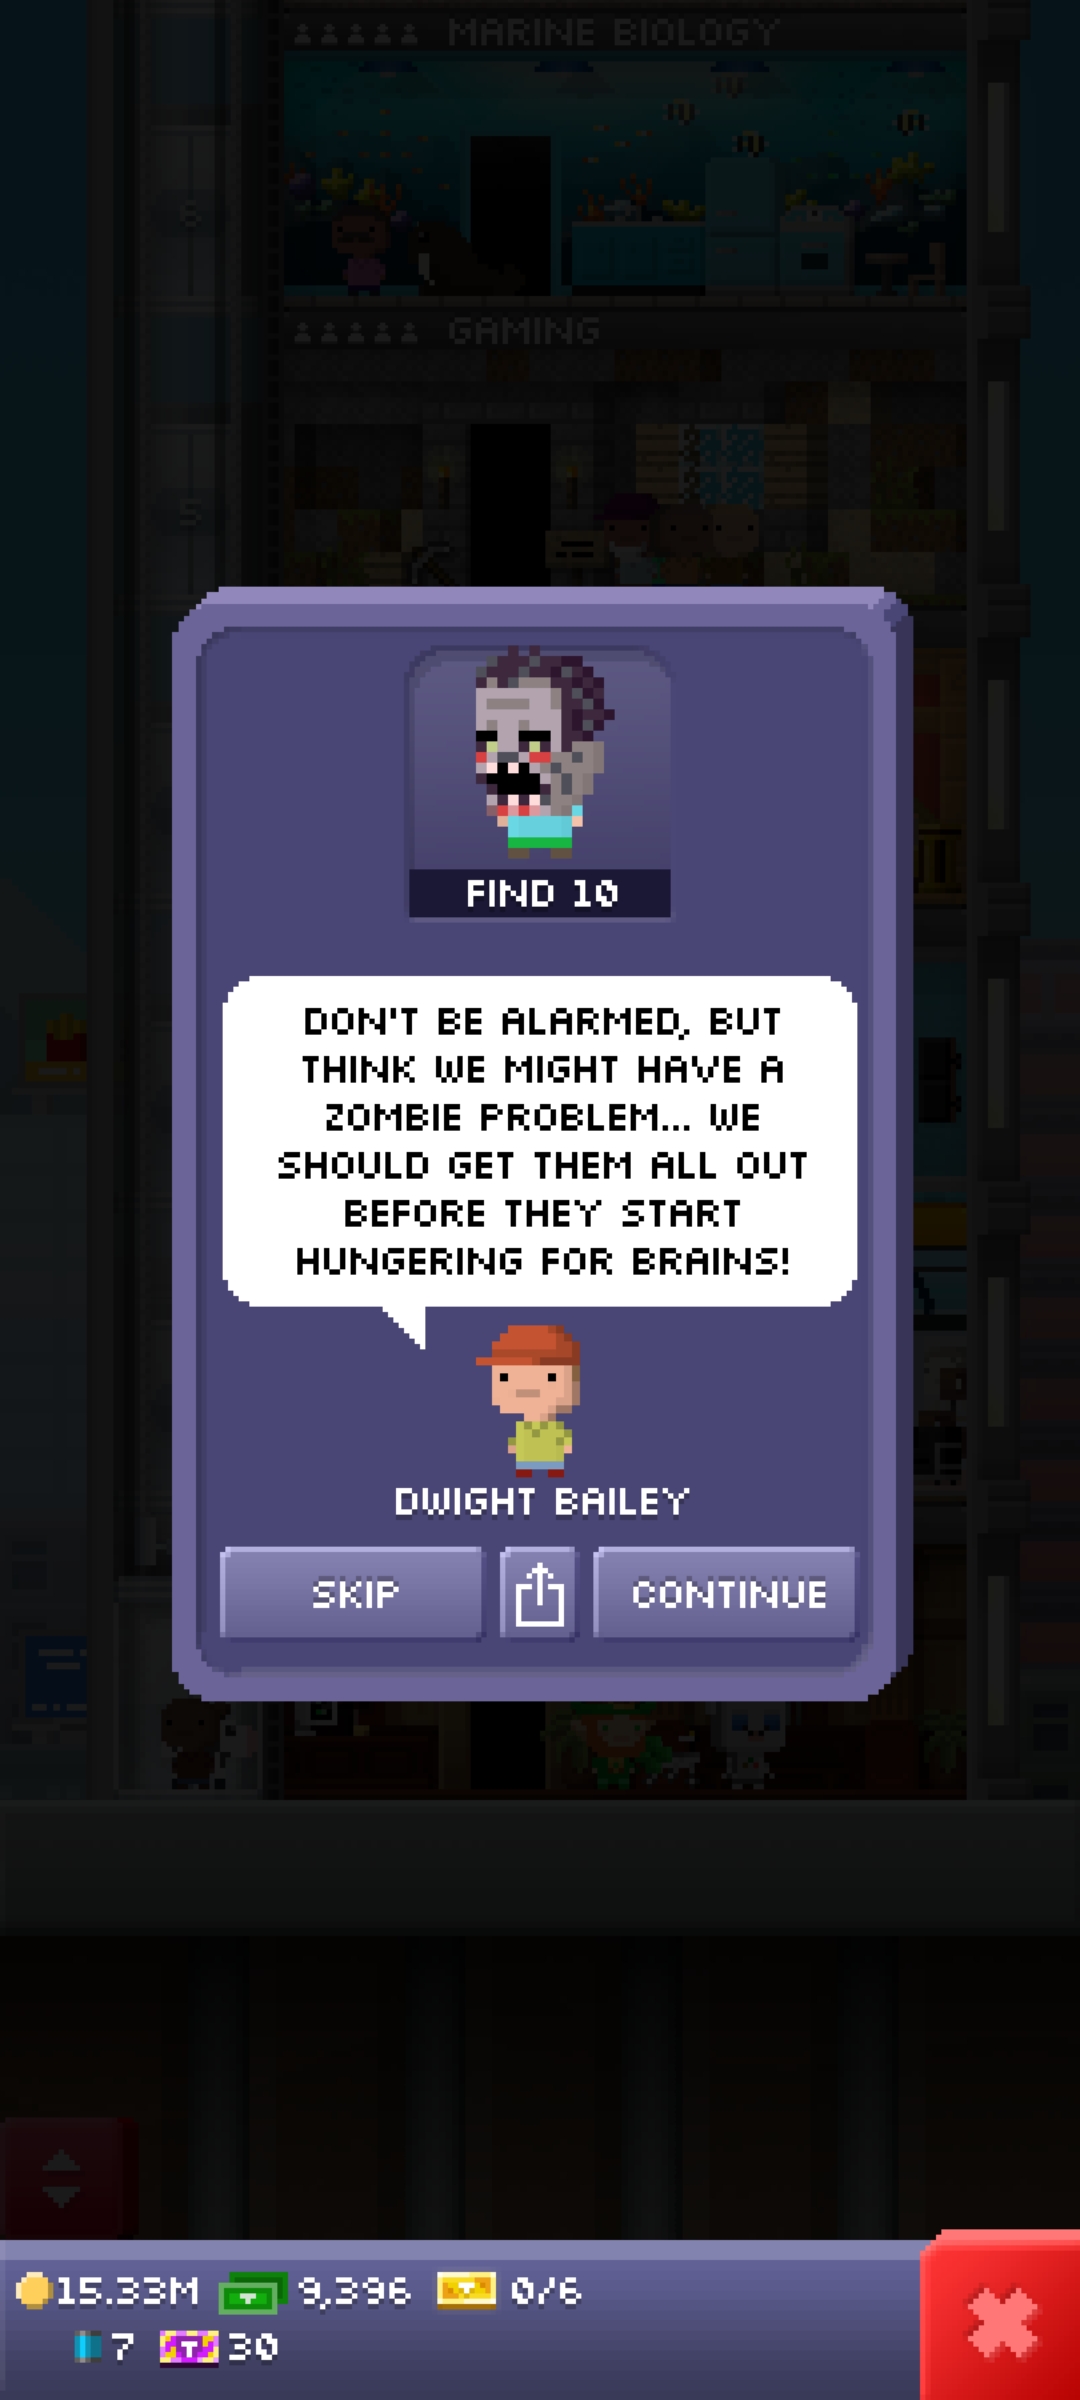 MARINE BIOLOGY
6
GAMING
5
FIND 10
DON'T BE ALARMED, BUT
THINK WE MIGHT HAVE A
ZOMBIE PROBLEM... WE
SHOULD GET THEM ALL OUT
BEFORE THEY START
HUNGERING FOR BRAINS!
DWIGHT BAILEY
SKIP
CONTINUE
15.33M 9,396 0/6
7 T 30